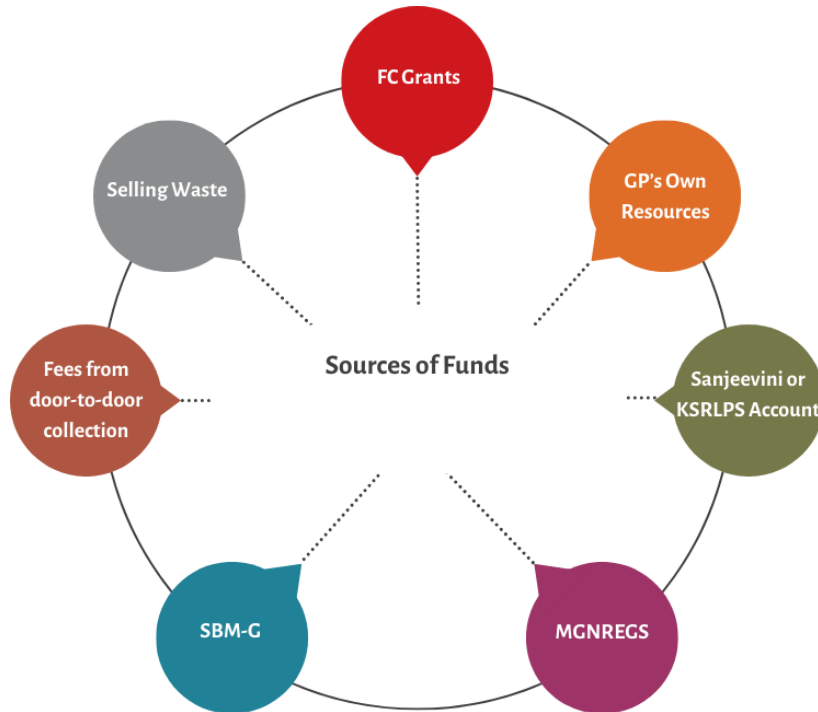 FC Grants
GP's Own
Resources
Sanjeevini or
KSRLPS Account
MGNREGS
SBM-G
Fees from
door-to-door
collection
Selling Waste
Sources of Funds